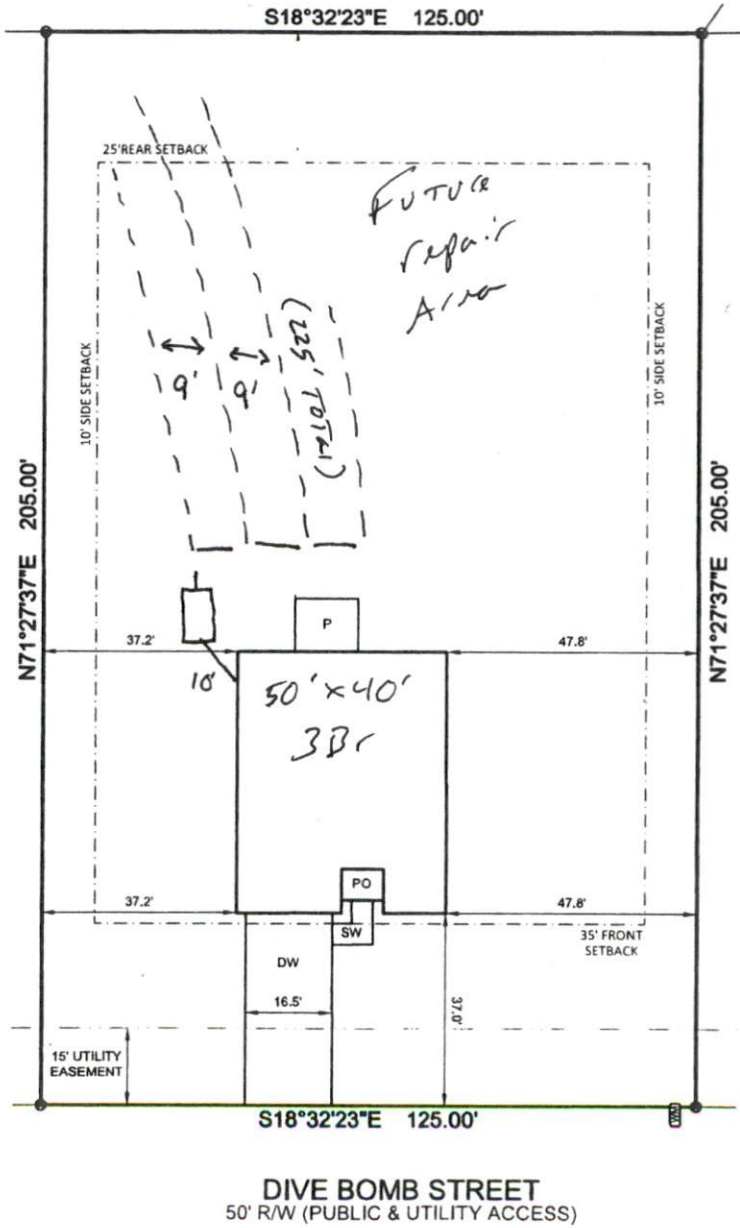 S18°32'23"E 125.00'
25'REAR SETBACK
Future
repair
Area
10' SIDE SETBACK
10' SIDE SETBACK
9'
9'
(225' TOTAL)
N71°27'37"E 205.00'
N71°27'37"E 205.00'
37.2'
P
47.8'
10'
50' x 40'
3Br
PO
37.2'
47.8'
SW
35' FRONT
SETBACK
DW
16.5'
37.0'
15' UTILITY
EASEMENT
S18°32'23"E 125.00'
DIVE BOMB STREET
50' R/W (PUBLIC & UTILITY ACCESS)